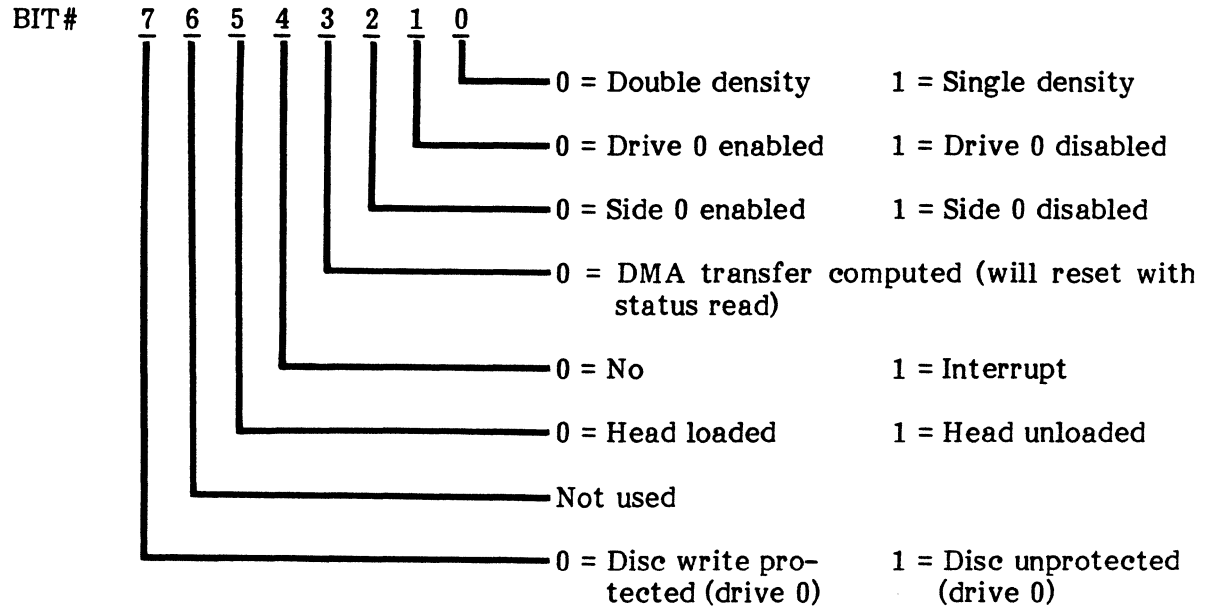 BIT# 7 6 5 4 3 2 1 0
0 = Double density 1 = Single density
0 = Drive 0 enabled 1 = Drive 0 disabled
0 = Side 0 enabled 1 = Side 0 disabled
0 = DMA transfer computed (will reset with
status read)
0 = No 1 = Interrupt
0 = Head loaded 1 = Head unloaded
Not used
0 = Disc write pro- 1 = Disc unprotected
tected (drive 0) (drive 0)